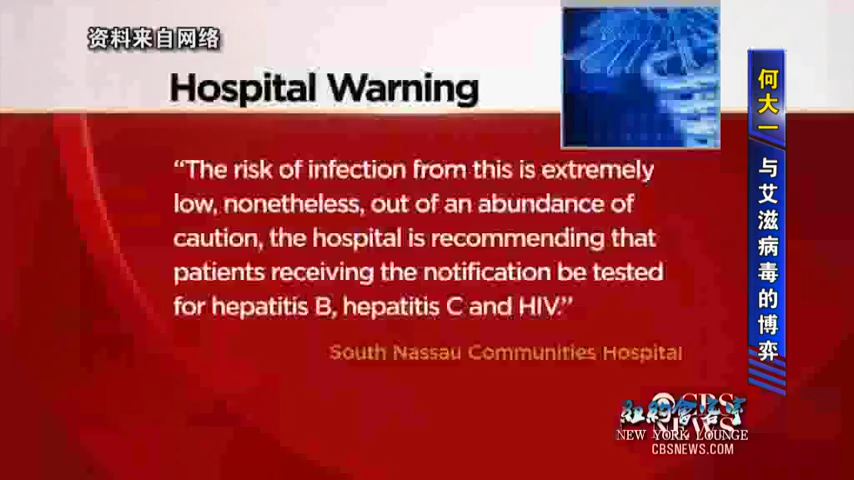 资料来自网络
Hospital Warning
“The risk of infection from this is extremely
low, nonetheless, out of an abundance of
caution, the hospital is recommending that
patients receiving the notification be tested
for hepatitis B, hepatitis C and HIV.”
South Nassau Communities Hospital
何大一 与艾滋病毒的博弈
CBS
NEWS
NEW YORK LOUNGE
CBSNEWS.COM